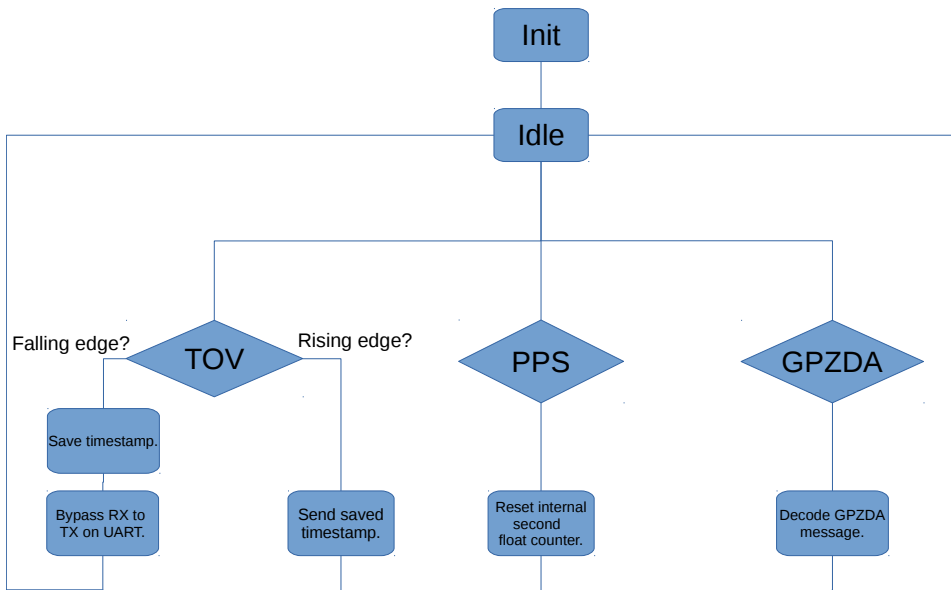 Init
Idle
Falling edge?
TOV
Rising edge?
PPS
GPZDA
Save timestamp.
Bypass RX to
TX on UART.
Send saved
timestamp.
Reset internal
second
float counter.
Decode GPZDA
message.